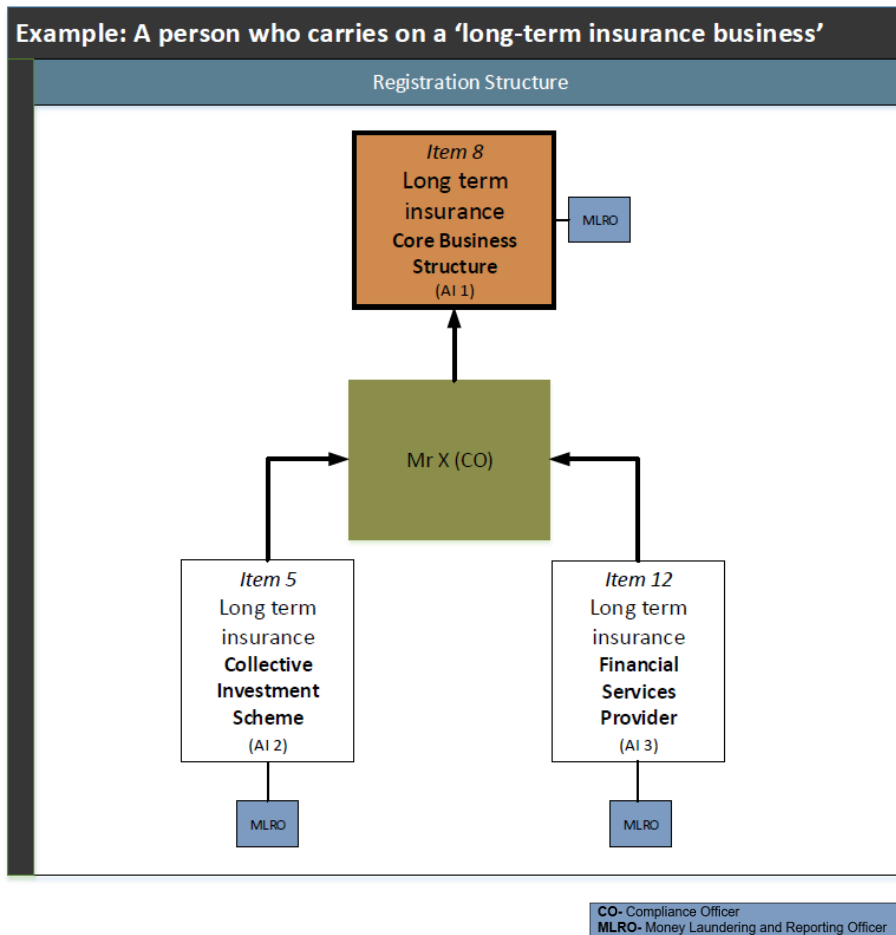 Example: A person who carries on a ‘long-term insurance business’
Registration Structure
Item 8
Long term
insurance
Core Business
Structure
(AI 1)
MLRO
Mr X (CO)
Item 5
Long term
insurance
Collective
Investment
Scheme
(AI 2)
MLRO
Item 12
Long term
insurance
Financial
Services
Provider
(AI 3)
MLRO
CO- Compliance Officer
MLRO- Money Laundering and Reporting Officer